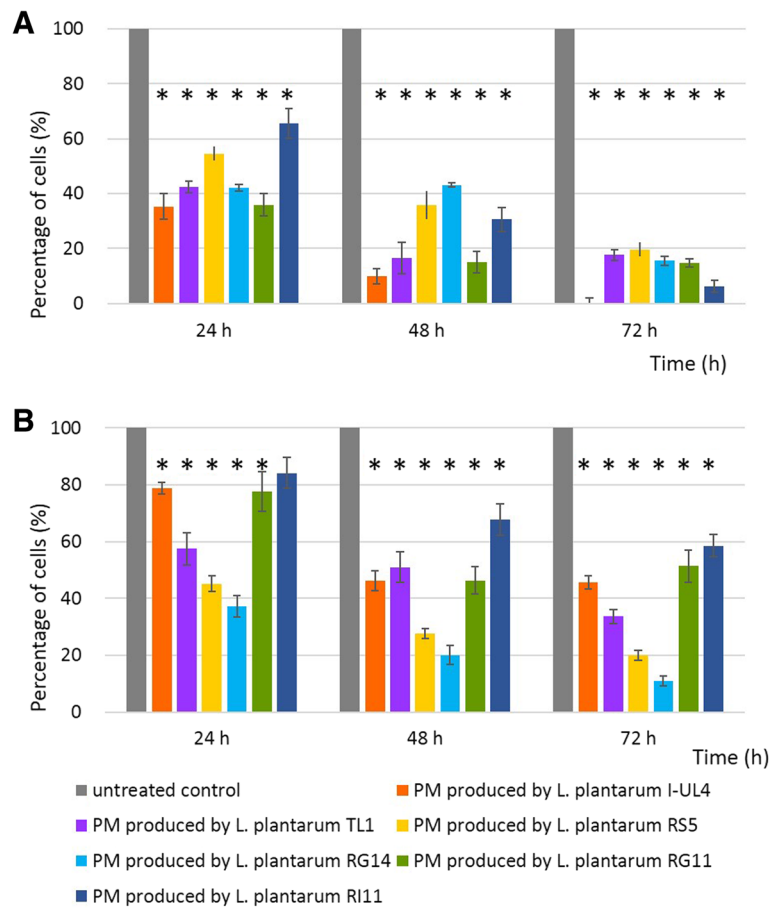 A
Percentage of cells (%)
100
80
60
40
20
0
* * * * * *
* * * * * *
* * * * * *
24 h
48 h
72 h
Time (h)
B
Percentage of cells (%)
100
80
60
40
20
0
* * * * *
* * * * * *
* * * * * *
24 h
48 h
72 h
Time (h)
untreated control
PM produced by L. plantarum I-UL4
PM produced by L. plantarum TL1
PM produced by L. plantarum RS5
PM produced by L. plantarum RG14
PM produced by L. plantarum RG11
PM produced by L. plantarum RI11